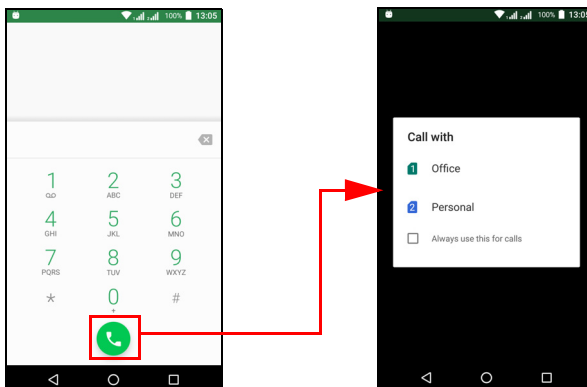 100% 13:05
1 2 3
ABC DEF
4 5 6
GHI JKL MNO
7 8 9
PQRS TUV WXYZ
* 0 #
+
100% 13:05
Call with
1 Office
2 Personal
Always use this for calls